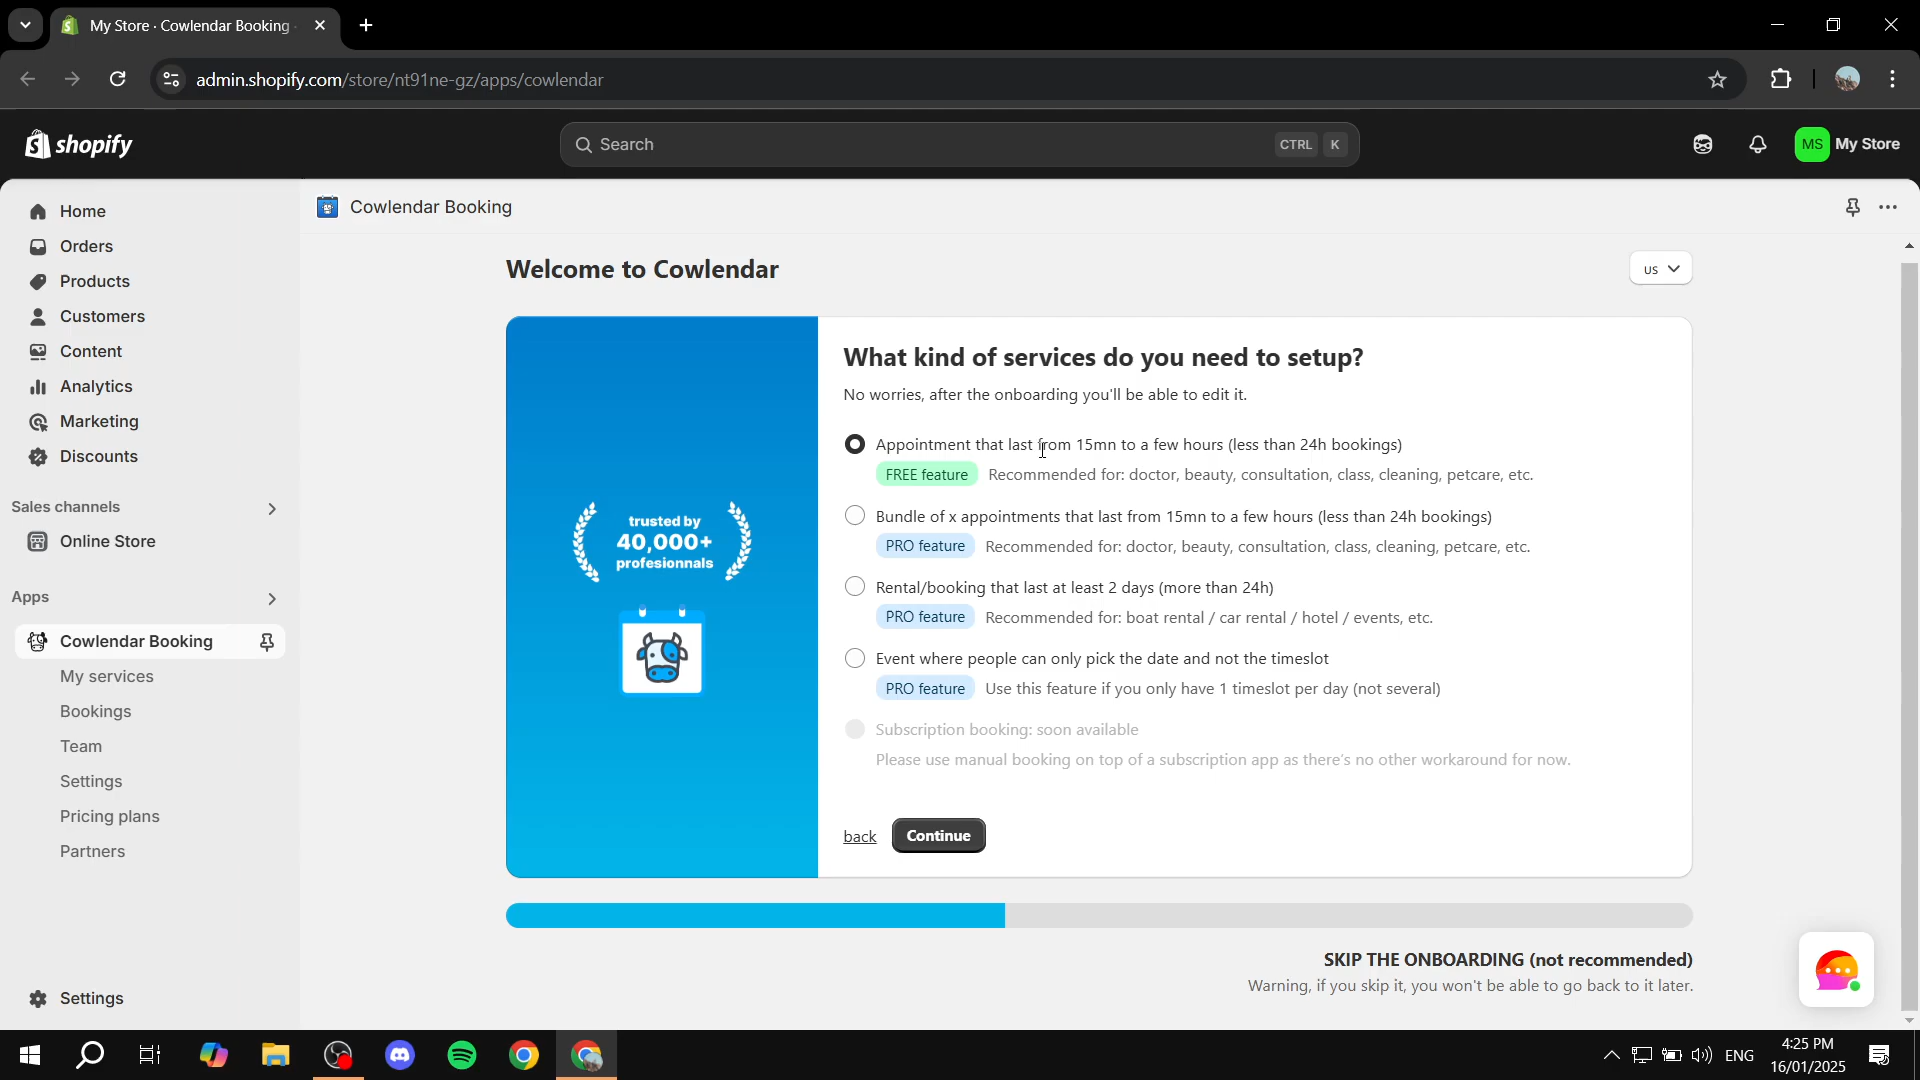 My Store · Cowlendar Booking ·
admin.shopify.com/store/nt91ne-gz/apps/cowlendar
shopify
Search
CTRL K
MS My Store
Home
Orders
Products
Customers
Content
Analytics
Marketing
Discounts
Sales channels
Online Store
Apps
Cowlendar Booking
My services
Bookings
Team
Settings
Pricing plans
Partners
Settings
Cowlendar Booking
Welcome to Cowlendar
us
trusted by
40,000+
profesionnals
What kind of services do you need to setup?
No worries, after the onboarding you'll be able to edit it.
Appointment that last from 15mn to a few hours (less than 24h bookings)
FREE feature Recommended for: doctor, beauty, consultation, class, cleaning, petcare, etc.
Bundle of x appointments that last from 15mn to a few hours (less than 24h bookings)
PRO feature Recommended for: doctor, beauty, consultation, class, cleaning, petcare, etc.
Rental/booking that last at least 2 days (more than 24h)
PRO feature Recommended for: boat rental / car rental / hotel / events, etc.
Event where people can only pick the date and not the timeslot
PRO feature Use this feature if you only have 1 timeslot per day (not several)
Subscription booking: soon available
Please use manual booking on top of a subscription app as there's no other workaround for now.
back Continue
SKIP THE ONBOARDING (not recommended)
Warning, if you skip it, you won't be able to go back to it later.
ENG
4:25 PM
16/01/2025